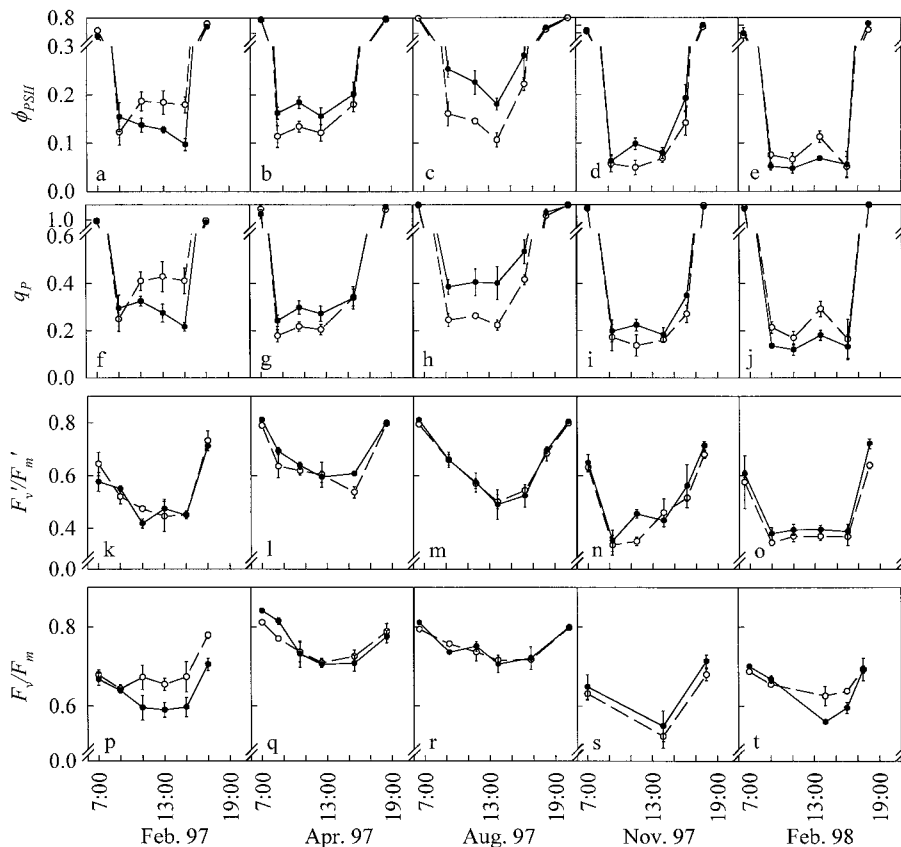 0.8
0.3
0.2
0.1
0.0
ϕPSII
a b c d e
1.0
0.6
0.4
0.2
0.0
qP
f g h i j
0.8
0.6
0.4
0.0
Fv'/Fm'
k l m n o
0.8
0.6
0.0
Fv/Fm
p q r s t
7:00 13:00 19:00 7:00 13:00 19:00 7:00 13:00 19:00 7:00 13:00 19:00 7:00 13:00 19:00
Feb. 97 Apr. 97 Aug. 97 Nov. 97 Feb. 98